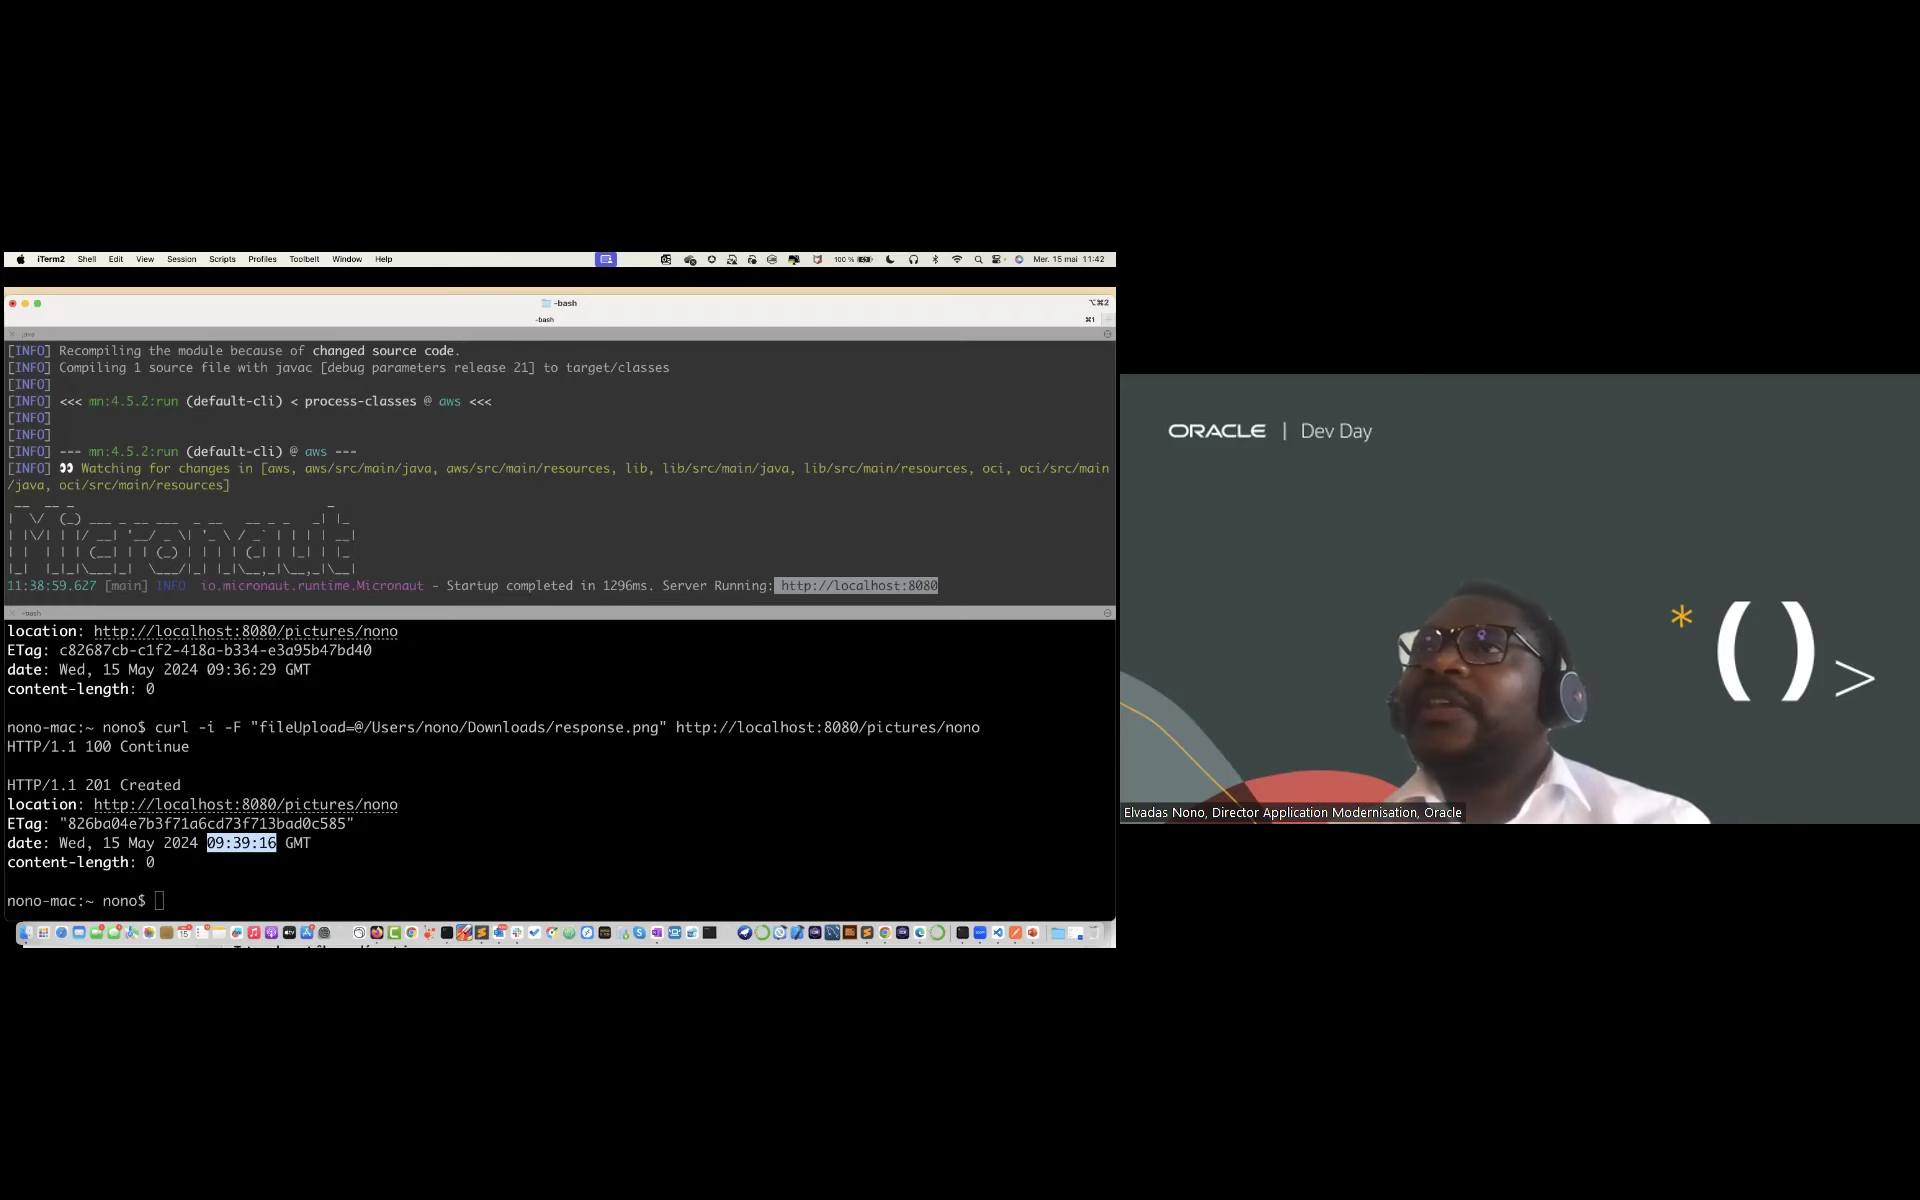 iTerm2 Shell Edit View Session Scripts Profiles Toolbelt Window Help 100 % Mer. 15 mai 11:42
-bash ⌥⌘2
-bash ⌘1
java
[INFO] Recompiling the module because of changed source code.
[INFO] Compiling 1 source file with javac [debug parameters release 21] to target/classes
[INFO]
[INFO] <<< mn:4.5.2:run (default-cli) < process-classes @ aws <<<
[INFO]
[INFO]
[INFO] --- mn:4.5.2:run (default-cli) @ aws ---
[INFO] 👀 Watching for changes in [aws, aws/src/main/java, aws/src/main/resources, lib, lib/src/main/java, lib/src/main/resources, oci, oci/src/main
/java, oci/src/main/resources]
Micronaut
11:38:59.627 [main] INFO io.micronaut.runtime.Micronaut - Startup completed in 1296ms. Server Running: http://localhost:8080
-bash
location: http://localhost:8080/pictures/nono
ETag: c82687cb-c1f2-418a-b334-e3a95b47bd40
date: Wed, 15 May 2024 09:36:29 GMT
content-length: 0
nono-mac:~ nono$ curl -i -F "fileUpload=@/Users/nono/Downloads/response.png" http://localhost:8080/pictures/nono
HTTP/1.1 100 Continue
HTTP/1.1 201 Created
location: http://localhost:8080/pictures/nono
ETag: "826ba04e7b3f71a6cd73f713bad0c585"
date: Wed, 15 May 2024 09:39:16 GMT
content-length: 0
nono-mac:~ nono$
ORACLE | Dev Day
* ( ) >
Elvadas Nono, Director Application Modernisation, Oracle